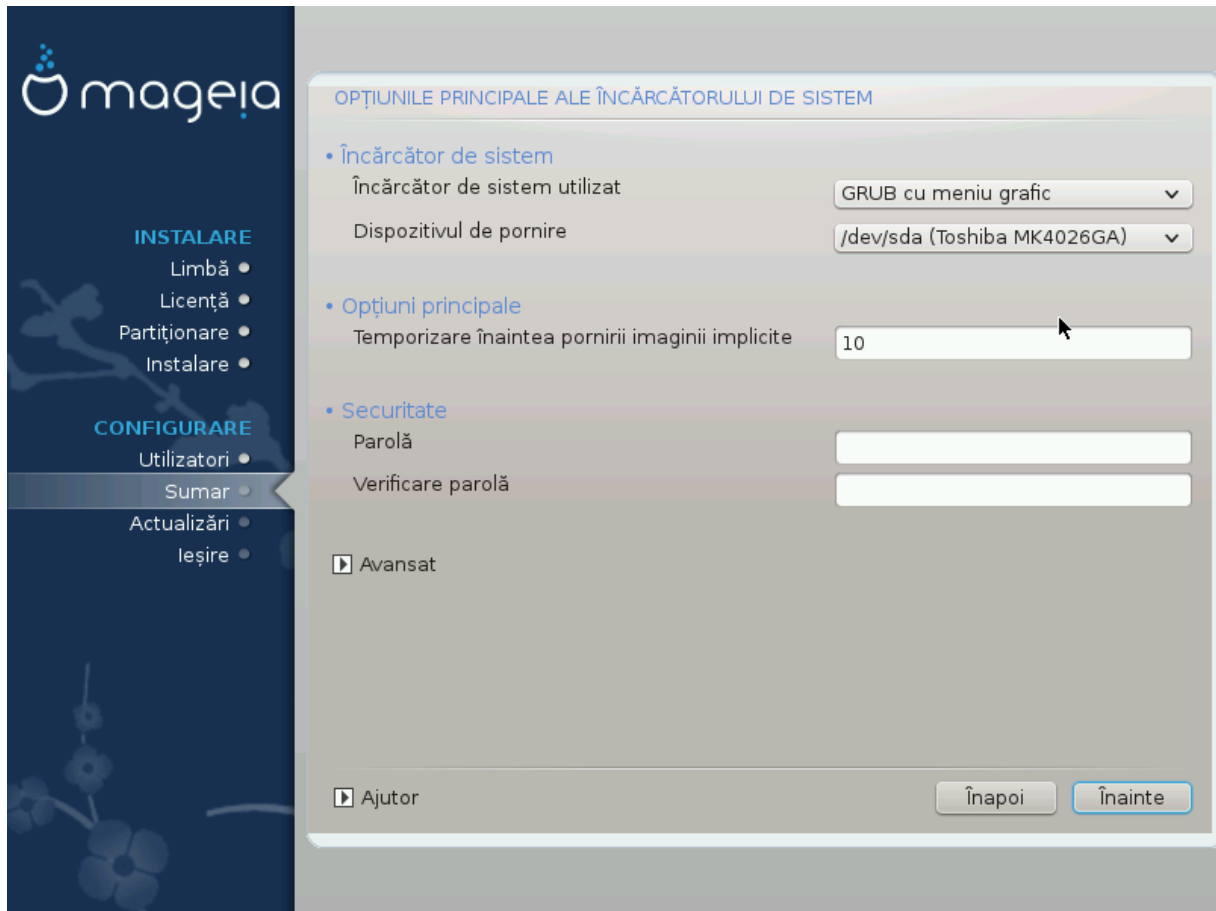 mageia
INSTALARE
Limbă
Licență
Partiționare
Instalare
CONFIGURARE
Utilizatori
Sumar
Actualizări
Ieșire
OPȚIUNILE PRINCIPALE ALE ÎNCĂRCĂTORULUI DE SISTEM
• Încărcător de sistem
Încărcător de sistem utilizat
GRUB cu meniu grafic
Dispozitivul de pornire
/dev/sda (Toshiba MK4026GA)
• Opțiuni principale
Temporizare înaintea pornirii imaginii implicite
10
• Securitate
Parolă
Verificare parolă
Avansat
Ajutor
Înapoi
Înainte